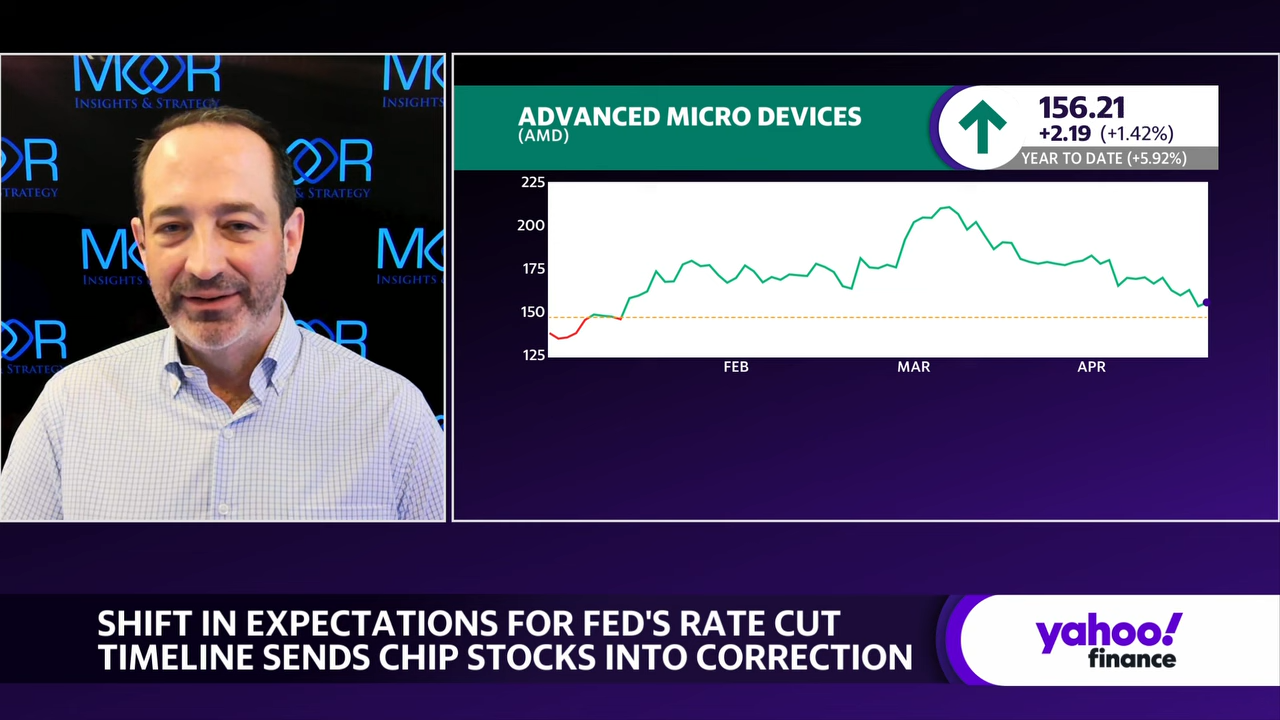 MOOR
INSIGHTS & STRATEGY
ADVANCED MICRO DEVICES
(AMD)
156.21
+2.19 (+1.42%)
YEAR TO DATE (+5.92%)
225
200
175
150
125
FEB MAR APR
SHIFT IN EXPECTATIONS FOR FED'S RATE CUT
TIMELINE SENDS CHIP STOCKS INTO CORRECTION
yahoo!
finance